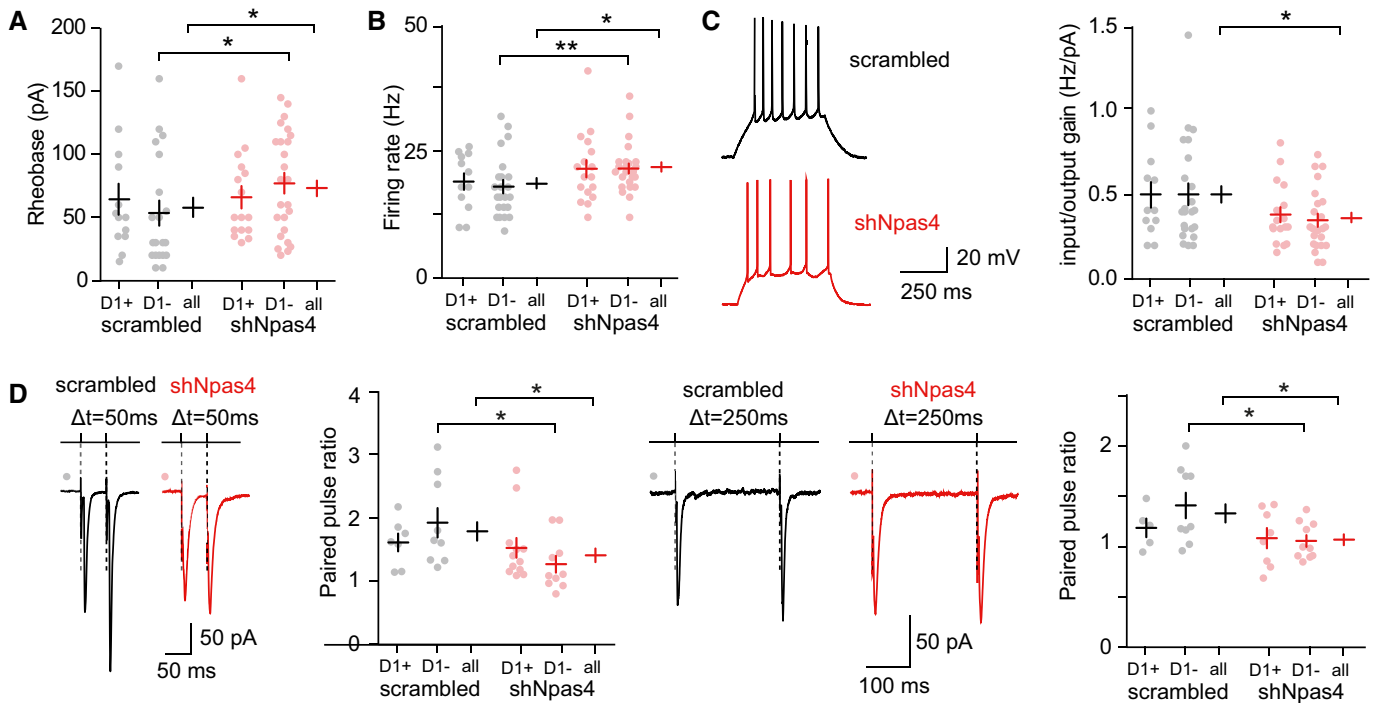 A
Rheobase (pA)
200
150
100
50
0
*
*
D1+ D1- all D1+ D1- all
scrambled shNpas4
B
Firing rate (Hz)
50
25
0
*
**
D1+ D1- all D1+ D1- all
scrambled shNpas4
C
scrambled
shNpas4
20 mV
250 ms
input/output gain (Hz/pA)
1.5
1.0
0.5
0.0
*
D1+ D1- all D1+ D1- all
scrambled shNpas4
D
scrambled shNpas4
Δt=50ms Δt=50ms
50 pA
50 ms
Paired pulse ratio
4
3
2
1
0
*
*
D1+ D1- all D1+ D1- all
scrambled shNpas4
scrambled shNpas4
Δt=250ms Δt=250ms
50 pA
100 ms
Paired pulse ratio
2
1
0
*
*
D1+ D1- all D1+ D1- all
scrambled shNpas4